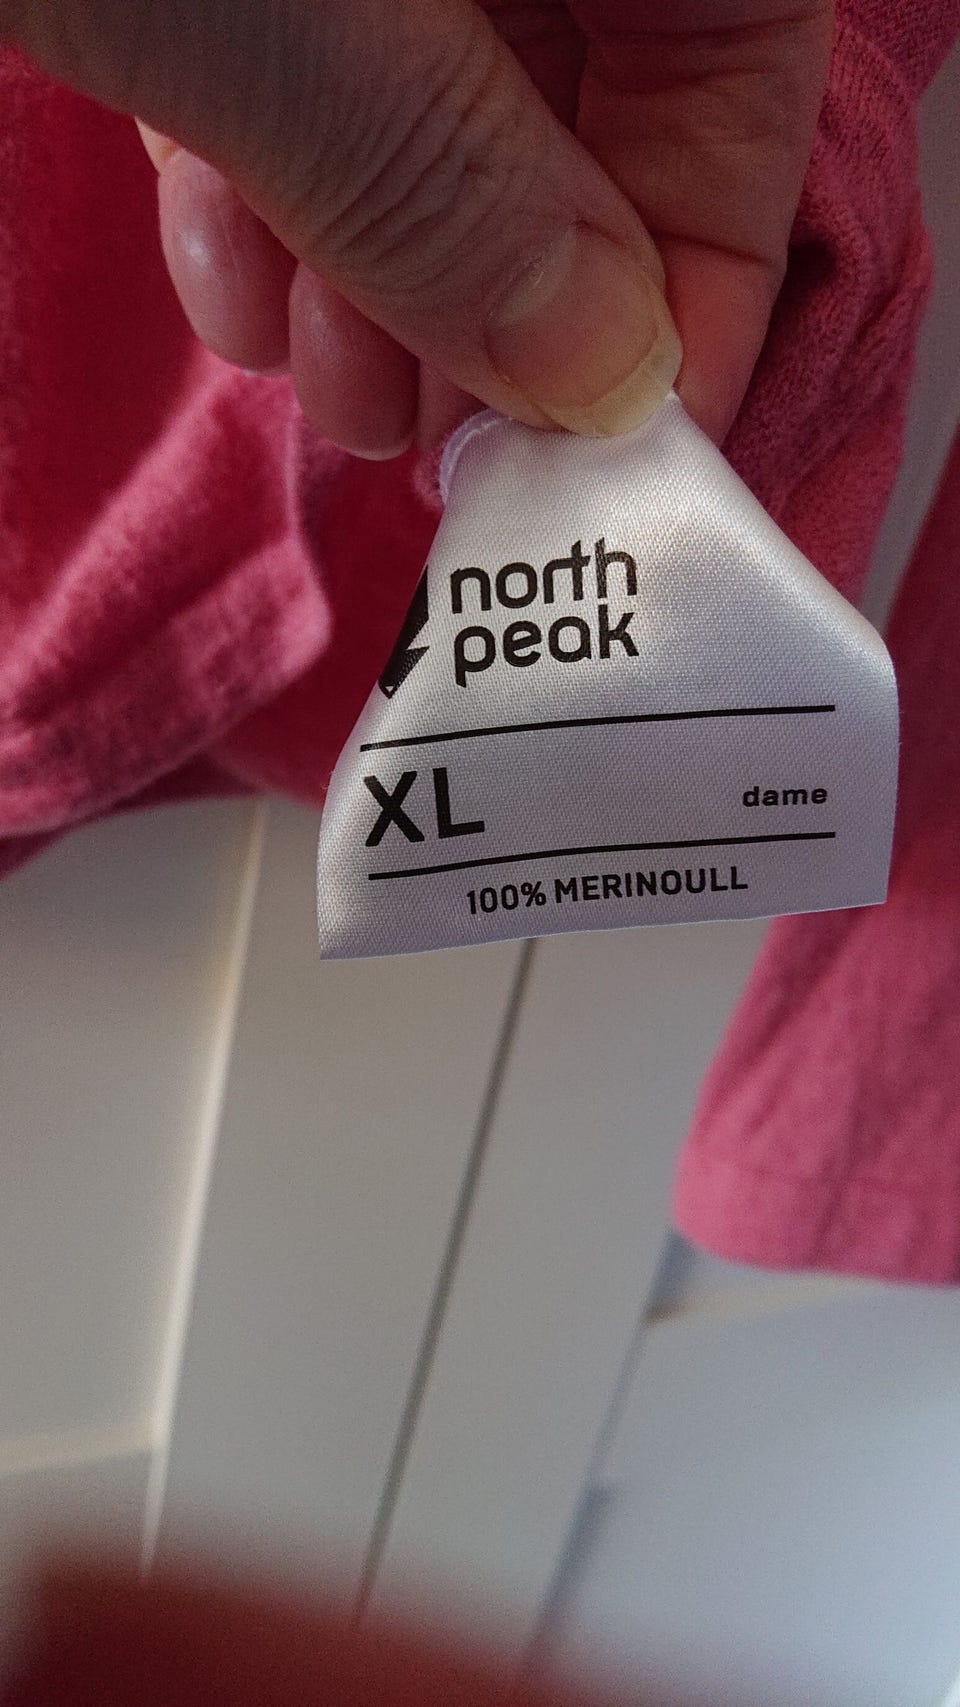 north
peak
XL
dame
100% MERINOULL